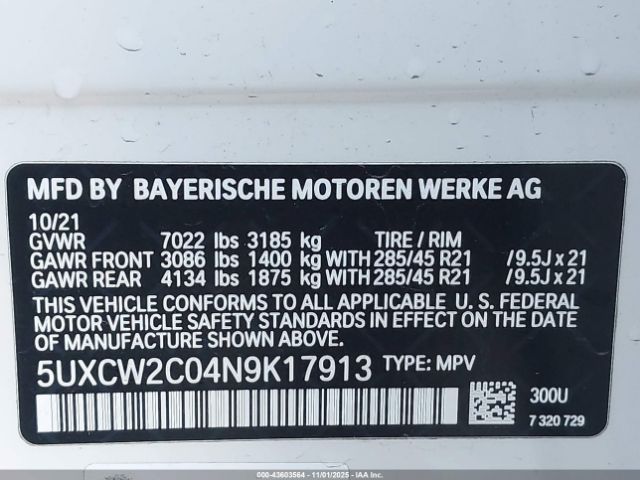 MFD BY BAYERISCHE MOTOREN WERKE AG
10/21
GVWR 7022 lbs 3185 kg TIRE / RIM
GAWR FRONT 3086 lbs 1400 kg WITH 285/45 R21 /9.5J x 21
GAWR REAR 4134 lbs 1875 kg WITH 285/45 R21 /9.5J x 21
THIS VEHICLE CONFORMS TO ALL APPLICABLE U. S. FEDERAL
MOTOR VEHICLE SAFETY STANDARDS IN EFFECT ON THE DATE
OF MANUFACTURE SHOWN ABOVE.
5UXCW2C04N9K17913 TYPE: MPV
300U
7 320 729
000-43603564 - 11/01/2025 - © IAA Inc.